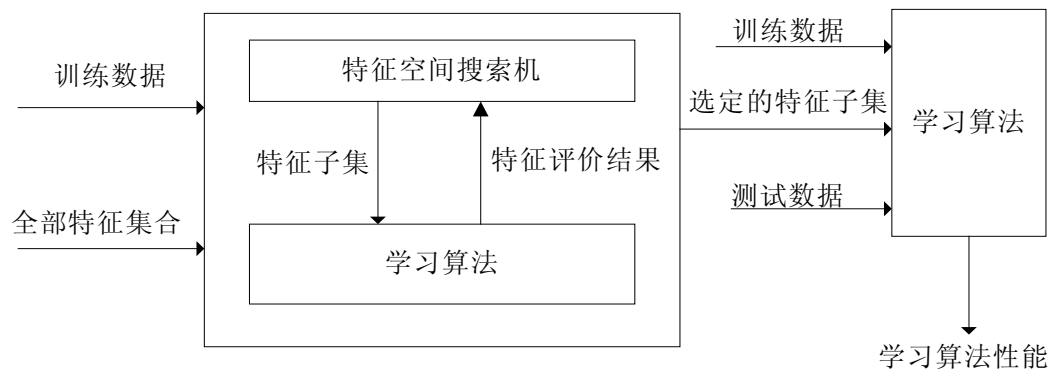 训练数据
全部特征集合
特征空间搜索机
特征子集
特征评价结果
学习算法
训练数据
选定的特征子集
测试数据
学习算法
学习算法性能